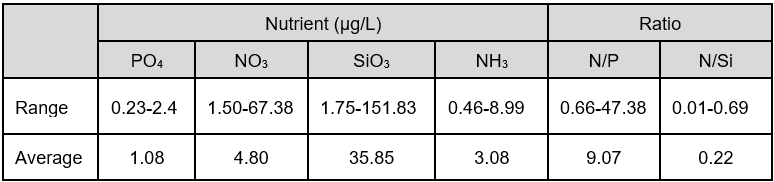 Nutrient (µg/L) Ratio
PO₄ NO₃ SiO₃ NH₃ N/P N/Si
Range 0.23-2.4 1.50-67.38 1.75-151.83 0.46-8.99 0.66-47.38 0.01-0.69
Average 1.08 4.80 35.85 3.08 9.07 0.22